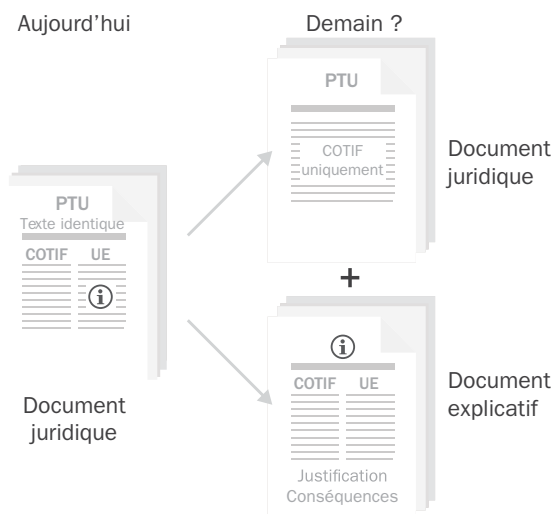 Aujourd’hui
Demain ?
PTU
Texte identique
COTIF UE
i
Document
juridique
PTU
COTIF
uniquement
Document
juridique
+
i
COTIF UE
Justification
Conséquences
Document
explicatif